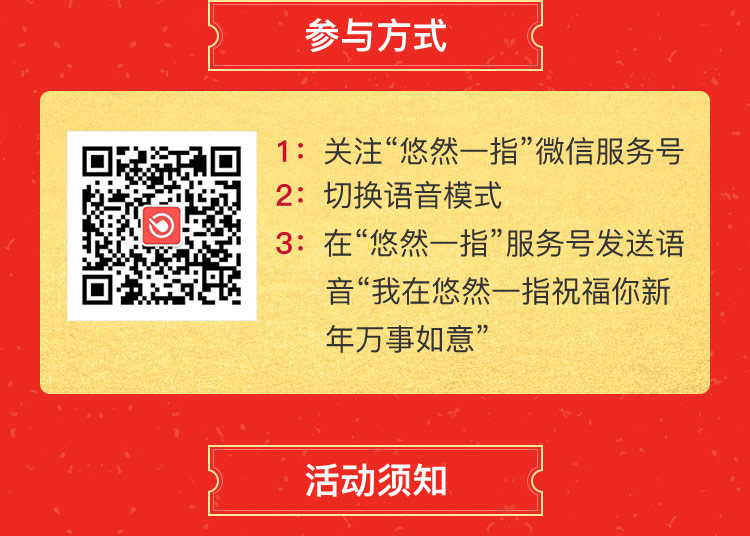 参与方式
1：关注“悠然一指”微信服务号
2：切换语音模式
3：在“悠然一指”服务号发送语
音“我在悠然一指祝福你新
年万事如意”
活动须知